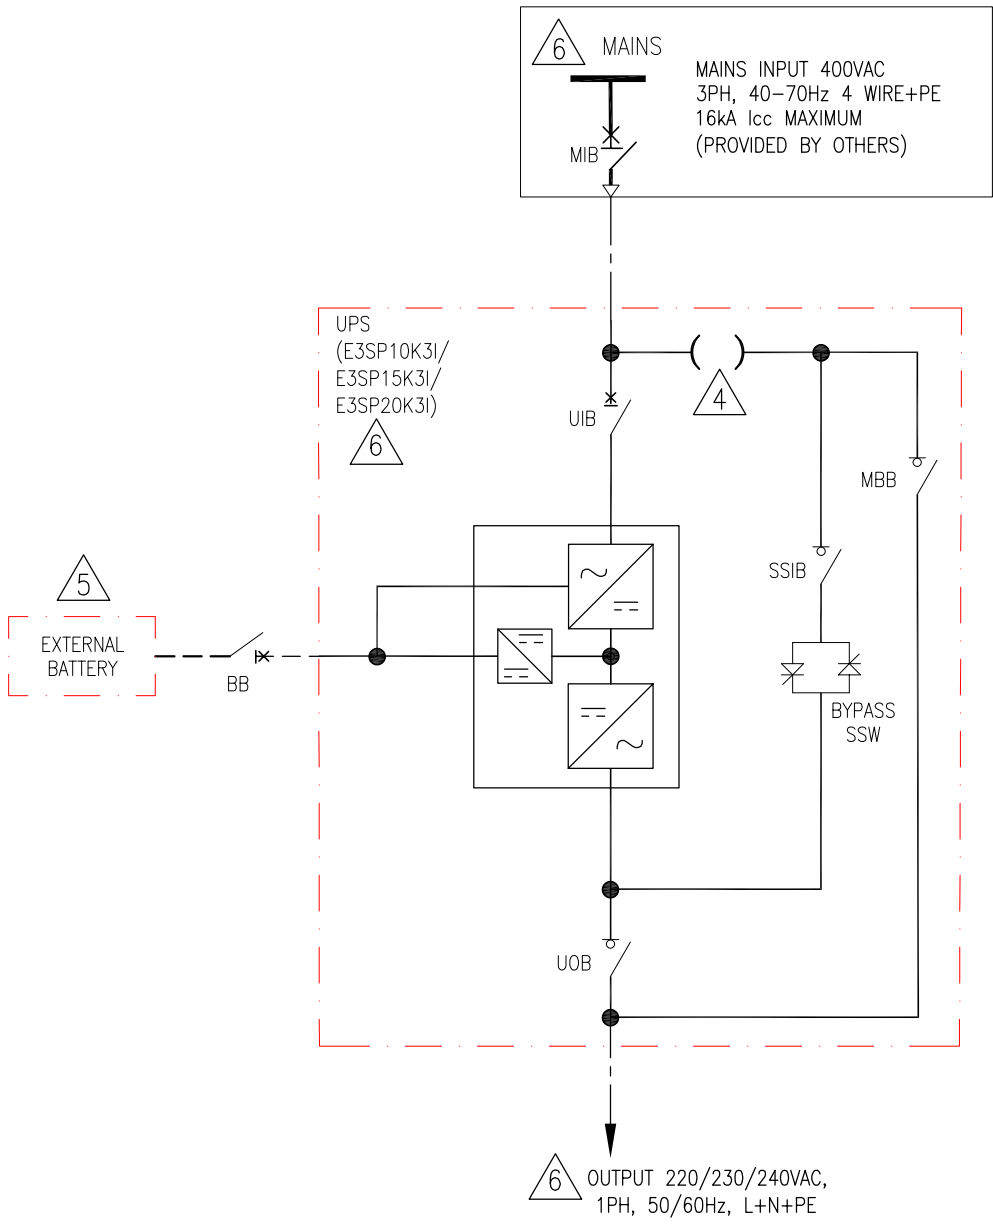 6
MAINS
MAINS INPUT 400VAC
3PH, 40-70Hz 4 WIRE+PE
16kA Icc MAXIMUM
(PROVIDED BY OTHERS)
MIB
UPS
(E3SP10K3I/
E3SP15K3I/
E3SP20K3I)
6
4
UIB
MBB
SSIB
5
EXTERNAL
BATTERY
BB
BYPASS
SSW
UOB
6
OUTPUT 220/230/240VAC,
1PH, 50/60Hz, L+N+PE